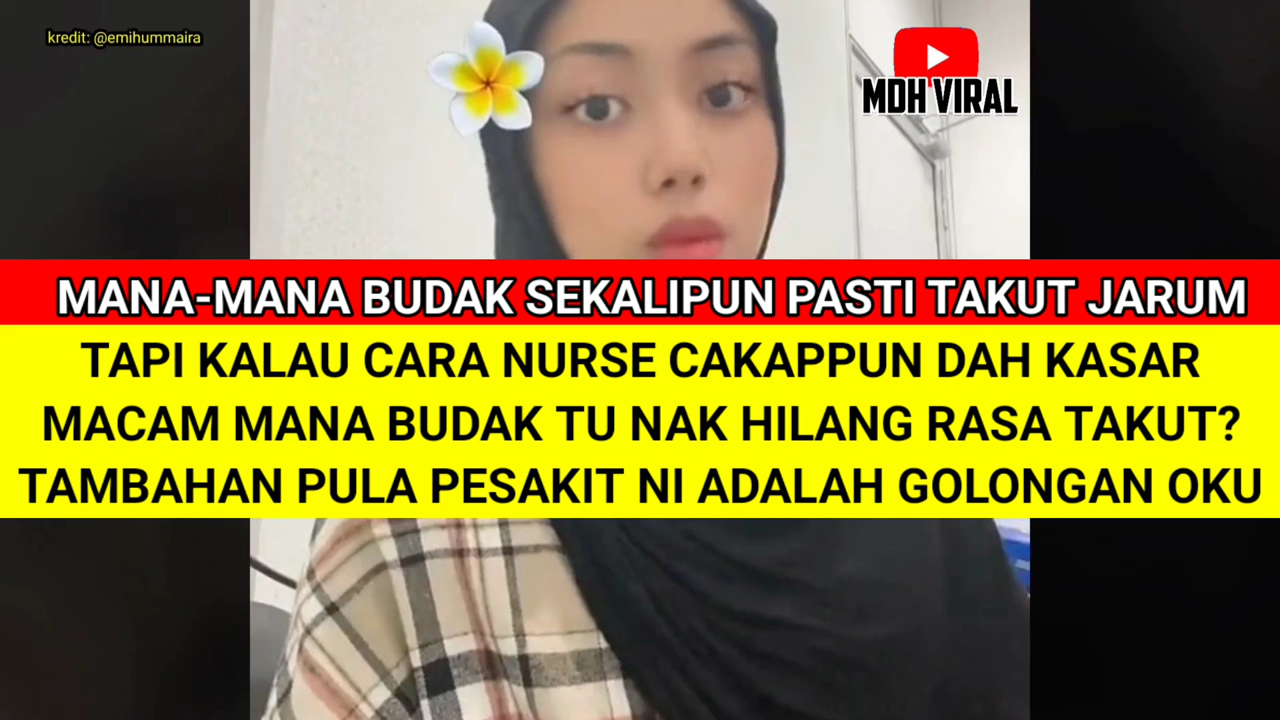 kredit: @emihummaira
MDH VIRAL
MANA-MANA BUDAK SEKALIPUN PASTI TAKUT JARUM
TAPI KALAU CARA NURSE CAKAPPUN DAH KASAR
MACAM MANA BUDAK TU NAK HILANG RASA TAKUT?
TAMBAHAN PULA PESAKIT NI ADALAH GOLONGAN OKU